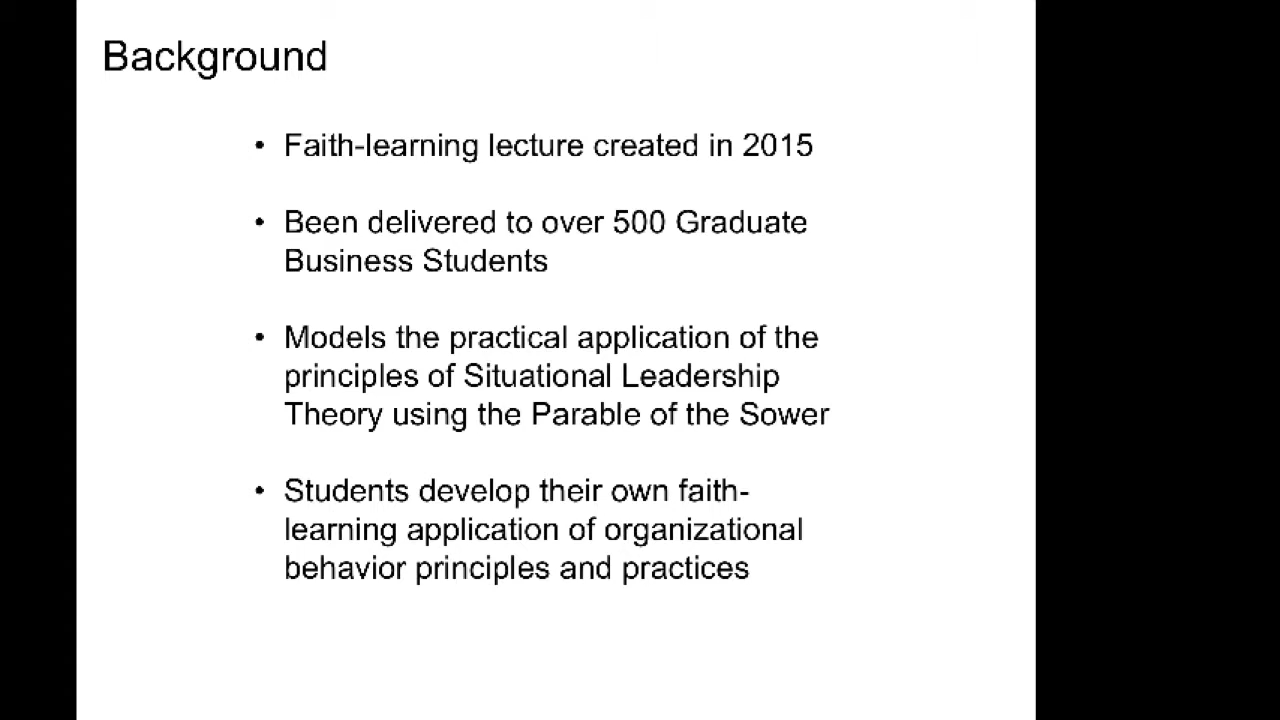 Background
• Faith-learning lecture created in 2015
• Been delivered to over 500 Graduate
Business Students
• Models the practical application of the
principles of Situational Leadership
Theory using the Parable of the Sower
• Students develop their own faith-
learning application of organizational
behavior principles and practices